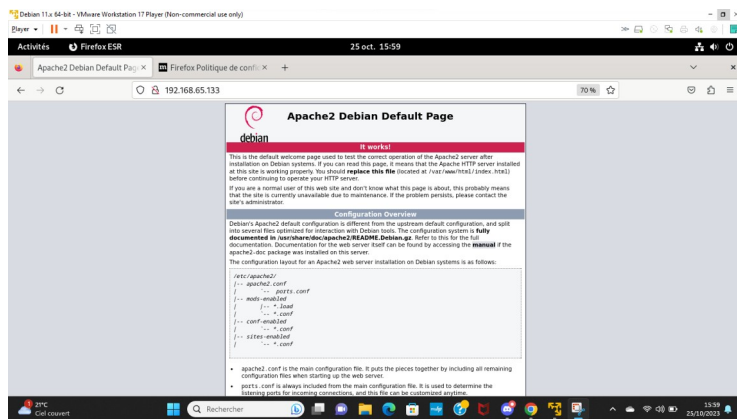 Debian 11.x 64-bit - VMware Workstation 17 Player (Non-commercial use only)
Player
Activités Firefox ESR 25 oct. 15:59
Apache2 Debian Default Pag Firefox Politique de confid
192.168.65.133 70 %
Apache2 Debian Default Page
debian
It works!
This is the default welcome page used to test the correct operation of the Apache2 server after
installation on Debian systems. If you can read this page, it means that the Apache HTTP server installed
at this site is working properly. You should replace this file (located at /var/www/html/index.html)
before continuing to operate your HTTP server.
If you are a normal user of this web site and don't know what this page is about, this probably means
that the site is currently unavailable due to maintenance. If the problem persists, please contact the
site's administrator.
Configuration Overview
Debian's Apache2 default configuration is different from the upstream default configuration, and split
into several files optimized for interaction with Debian tools. The configuration system is fully
documented in /usr/share/doc/apache2/README.Debian.gz. Refer to this for the full
documentation. Documentation for the web server itself can be found by accessing the manual if the
apache2-doc package was installed on this server.
The configuration layout for an Apache2 web server installation on Debian systems is as follows:
/etc/apache2/
|-- apache2.conf
| `-- ports.conf
|-- mods-enabled
| |-- *.load
| `-- *.conf
|-- conf-enabled
| `-- *.conf
|-- sites-enabled
| `-- *.conf
• apache2.conf is the main configuration file. It puts the pieces together by including all remaining
configuration files when starting up the web server.
• ports.conf is always included from the main configuration file. It is used to determine the
listening ports for incoming connections, and this file can be customized anytime.
21°C
Ciel couvert
Rechercher
15:59
25/10/2023